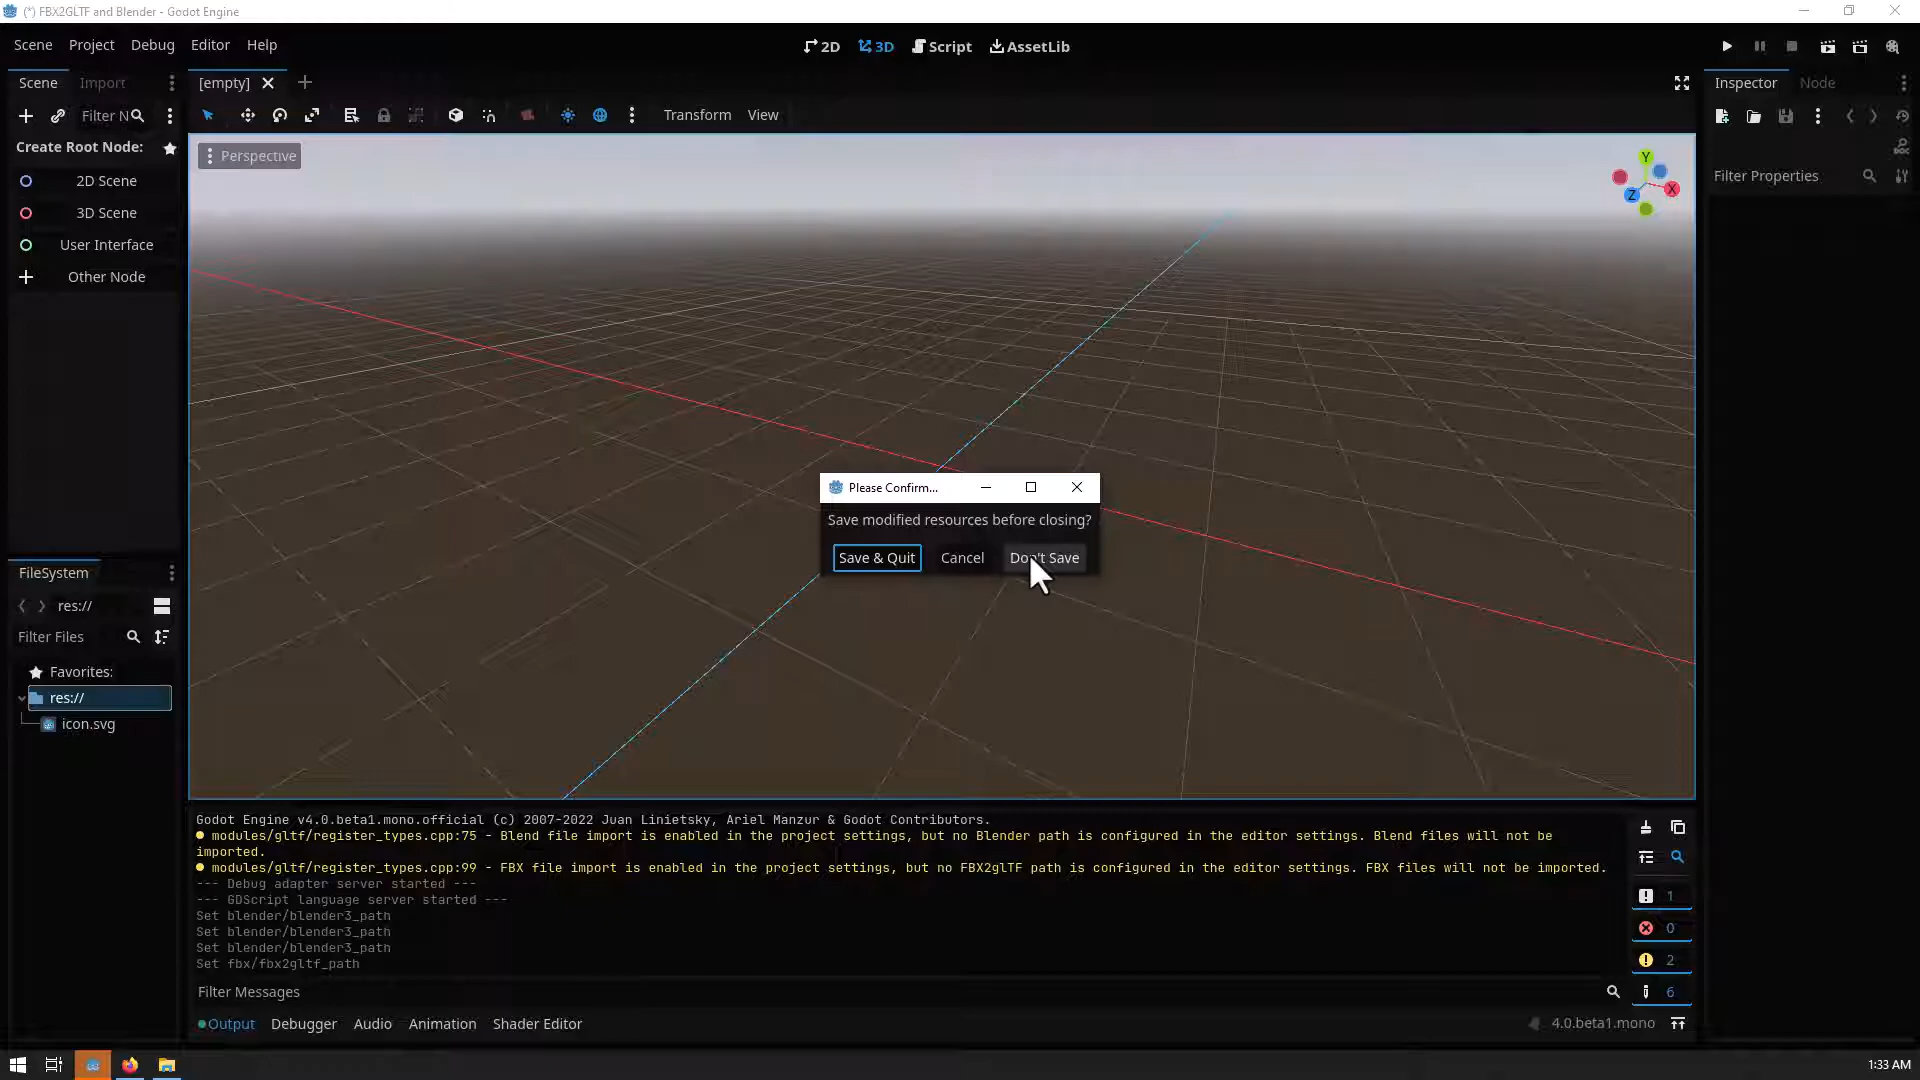 (*) FBX2GLTF and Blender - Godot Engine
Scene Project Debug Editor Help
2D 3D Script AssetLib
Scene Import
[empty]
Inspector Node
Filter N
Transform View
Create Root Node:
Perspective
Y
X
Z
DOC
Filter Properties
2D Scene
3D Scene
User Interface
Other Node
Please Confirm...
Save modified resources before closing?
Save & Quit Cancel Don't Save
FileSystem
res://
Filter Files
Favorites:
res://
icon.svg
Godot Engine v4.0.beta1.mono.official (c) 2007-2022 Juan Linietsky, Ariel Manzur & Godot Contributors.
modules/gltf/register_types.cpp:75 - Blend file import is enabled in the project settings, but no Blender path is configured in the editor settings. Blend files will not be
imported.
modules/gltf/register_types.cpp:99 - FBX file import is enabled in the project settings, but no FBX2glTF path is configured in the editor settings. FBX files will not be imported.
--- Debug adapter server started ---
--- GDScript language server started ---
Set blender/blender3_path
Set blender/blender3_path
Set blender/blender3_path
Set fbx/fbx2gltf_path
1
0
2
6
Filter Messages
Output Debugger Audio Animation Shader Editor
4.0.beta1.mono
1:33 AM